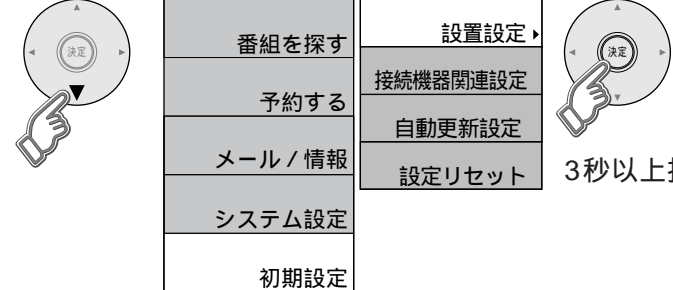 決定
番組を探す
予約する
メール / 情報
システム設定
初期設定
設置設定
接続機器関連設定
自動更新設定
設定リセット
決定
3秒以上